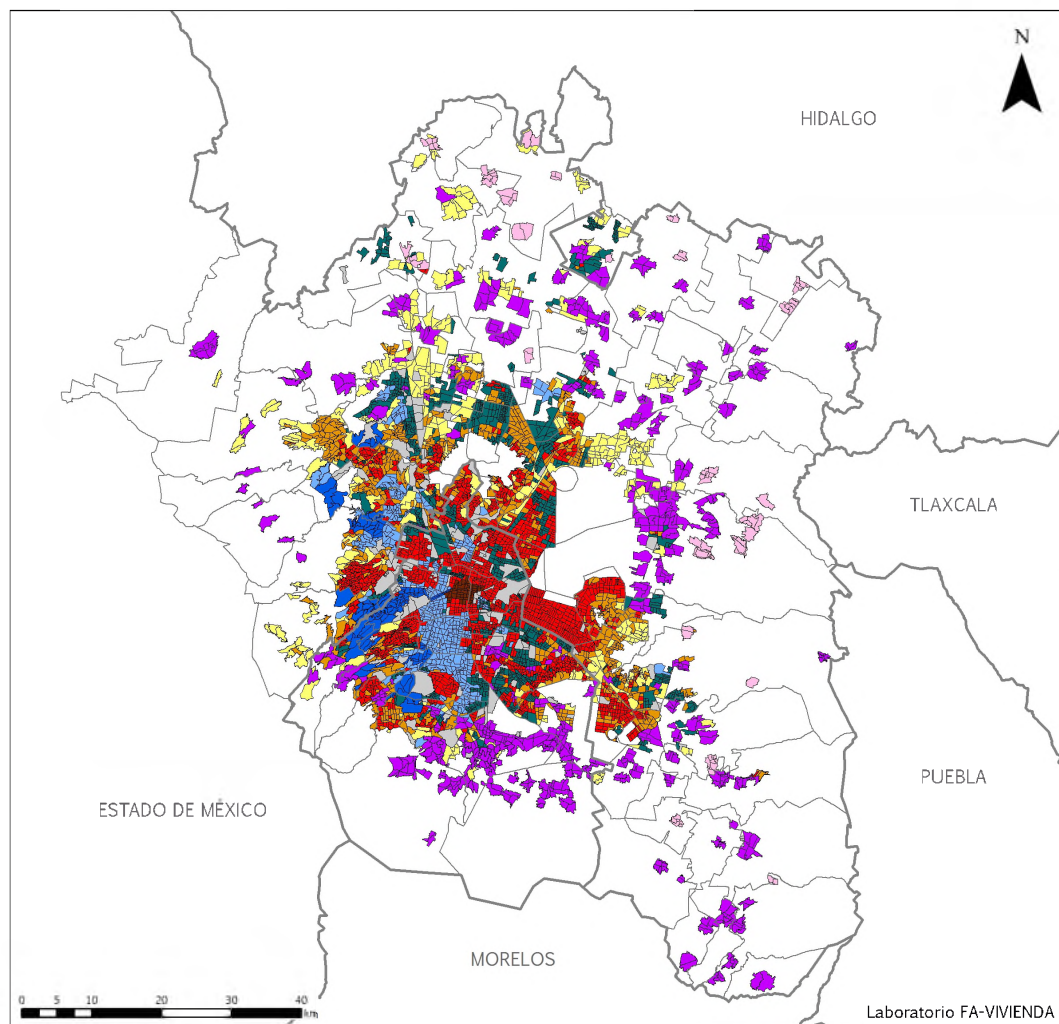 N
HIDALGO
TLAXCALA
PUEBLA
ESTADO DE MÉXICO
MORELOS
0 5 10 20 30 40
km
Laboratorio FA-VIVIENDA